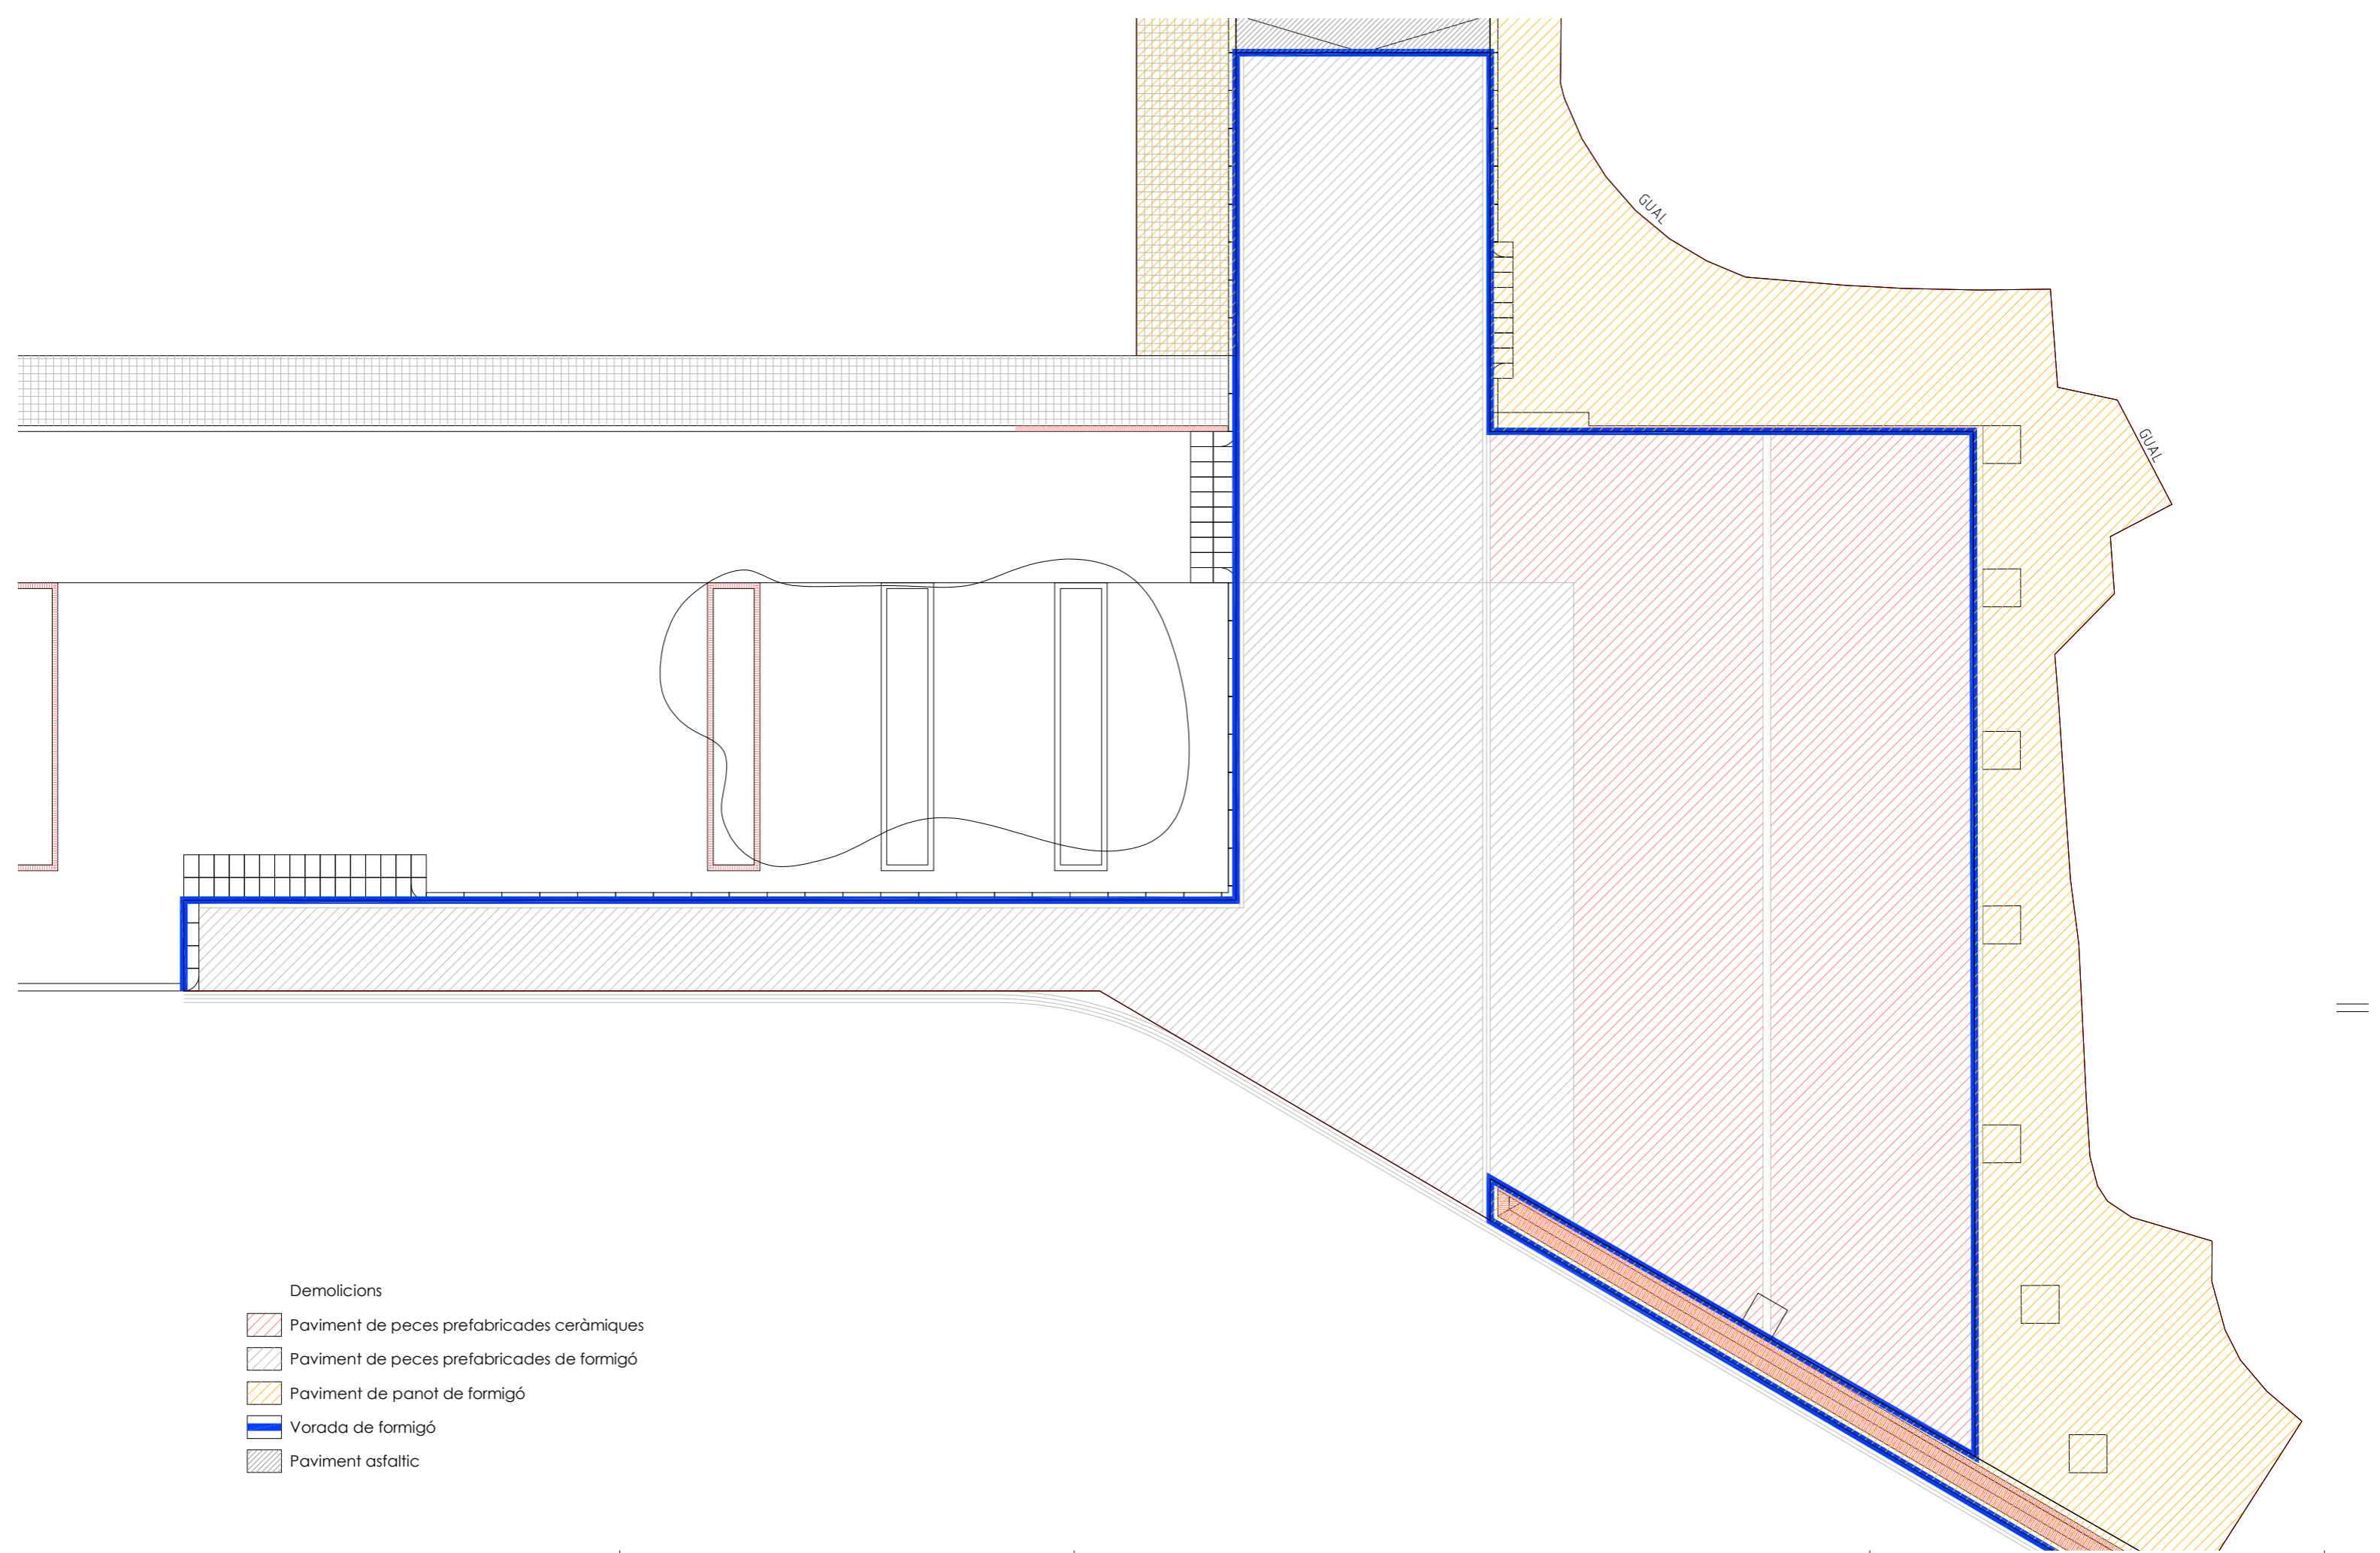 GUAL
GUAL
Demolicions
Paviment de peces prefabricades ceràmiques
Paviment de peces prefabricades de formigó
Paviment de panot de formigó
Vorada de formigó
Paviment asfaltic